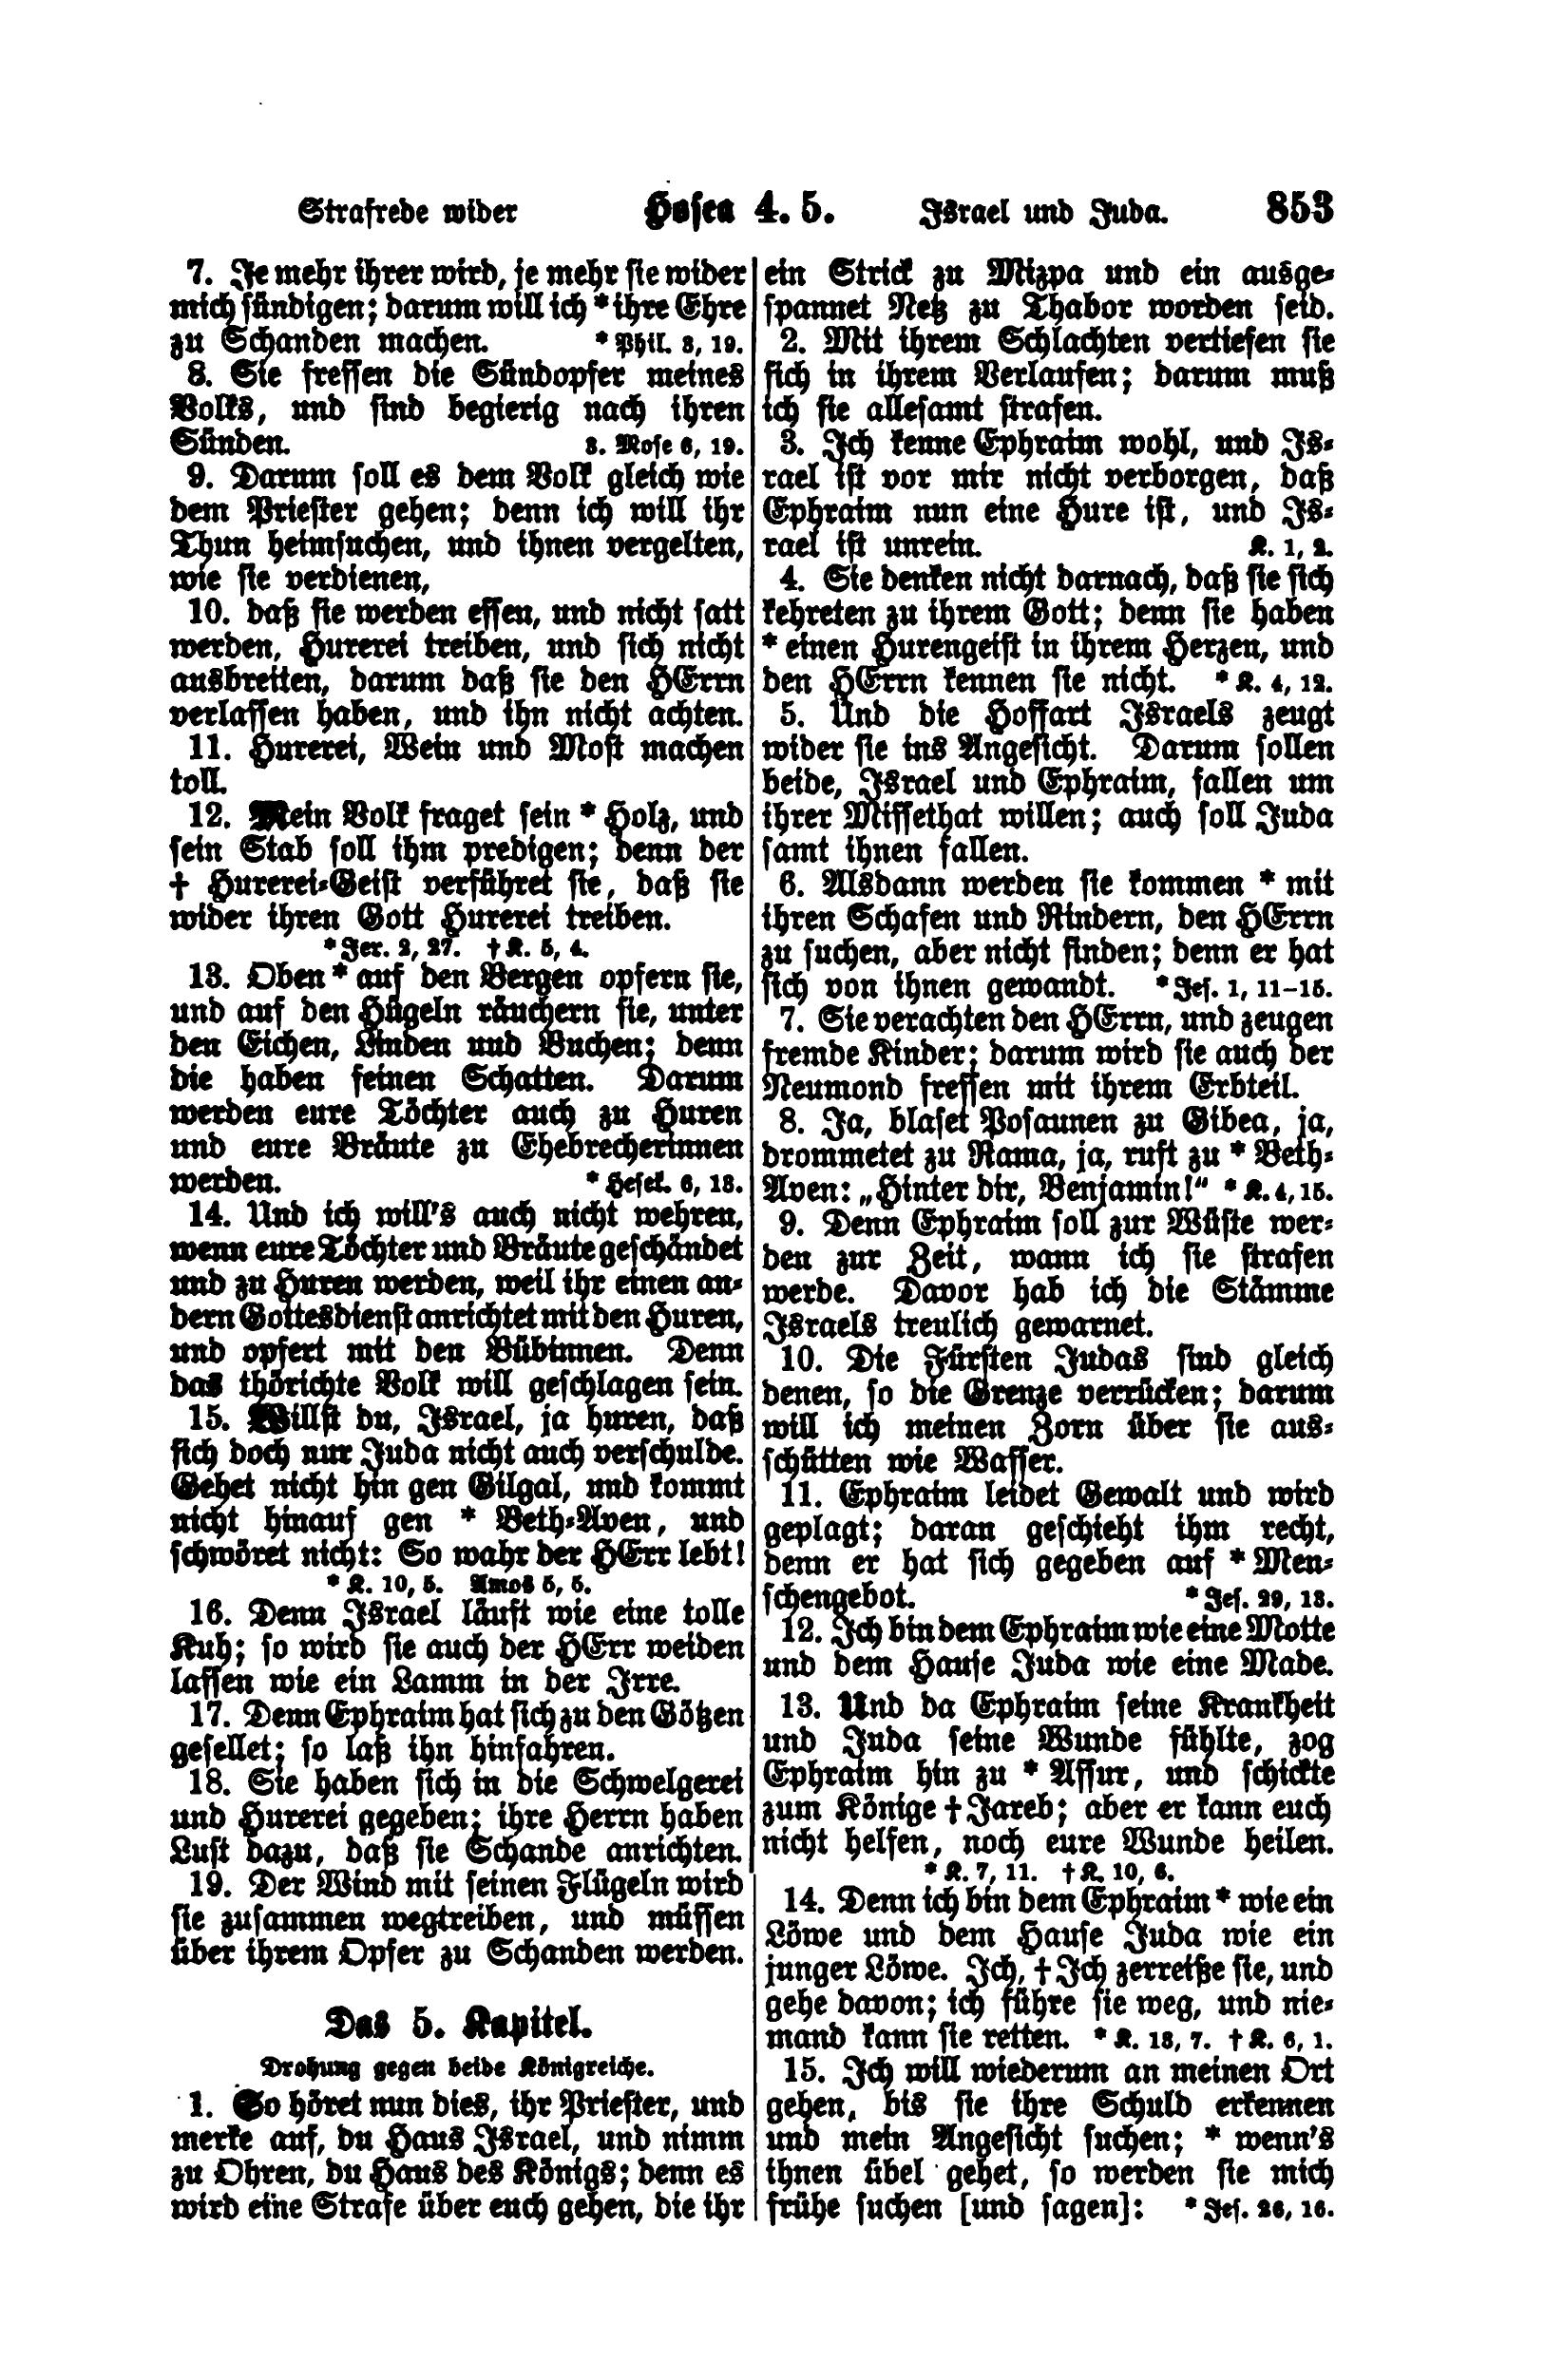 Strafrede wider Hosea 4. 5. Israel und Juda. 853
7. Je mehr ihrer wird, je mehr sie wider
mich sündigen; darum will ich * ihre Ehre
zu Schanden machen. * Phil. 3, 19.
8. Sie fressen die Sündopfer meines
Volks, und sind begierig nach ihren
Sünden. 3. Mose 6, 19.
9. Darum soll es dem Volk gleich wie
dem Priester gehen; denn ich will ihr
Thun heimsuchen, und ihnen vergelten,
wie sie verdienen,
10. daß sie werden essen, und nicht satt
werden, Hurerei treiben, und sich nicht
ausbreiten, darum daß sie den HErrn
verlassen haben, und ihn nicht achten.
11. Hurerei, Wein und Most machen
toll.
12. Mein Volk fraget sein * Holz, und
sein Stab soll ihm predigen; denn der
† Hurerei-Geist verführet sie, daß sie
wider ihren Gott Hurerei treiben.
* Jer. 2, 27. † K. 5, 4.
13. Oben * auf den Bergen opfern sie,
und auf den Hügeln räuchern sie, unter
den Eichen, Linden und Buchen; denn
die haben feinen Schatten. Darum
werden eure Töchter auch zu Huren
und eure Bräute zu Ehebrecherinnen
werden. * Hesek. 6, 13.
14. Und ich will's auch nicht wehren,
wenn eure Töchter und Bräute geschändet
und zu Huren werden, weil ihr einen an-
dern Gottesdienst anrichtet mit den Huren,
und opfert mit den Bübinnen. Denn
das thörichte Volk will geschlagen sein.
15. Willst du, Israel, ja huren, daß
sich doch nur Juda nicht auch verschulde.
Gehet nicht hin gen Gilgal, und kommt
nicht hinauf gen * Beth-Aven, und
schwöret nicht: So wahr der HErr lebt!
* K. 10, 5. Amos 5, 5.
16. Denn Israel läuft wie eine tolle
Kuh; so wird sie auch der HErr weiden
lassen wie ein Lamm in der Irre.
17. Denn Ephraim hat sich zu den Götzen
gesellet; so laß ihn hinfahren.
18. Sie haben sich in die Schwelgerei
und Hurerei gegeben; ihre Herrn haben
Lust dazu, daß sie Schande anrichten.
19. Der Wind mit seinen Flügeln wird
sie zusammen wegtreiben, und müssen
über ihrem Opfer zu Schanden werden.
Das 5. Kapitel.
Drohung gegen beide Königreiche.
1. So höret nun dies, ihr Priester, und
merke auf, du Haus Israel, und nimm
zu Ohren, du Haus des Königs; denn es
wird eine Strafe über euch gehen, die ihr
ein Strick zu Mizpa und ein ausge-
spannet Netz zu Thabor worden seid.
2. Mit ihrem Schlachten vertiefen sie
sich in ihrem Verlaufen; darum muß
ich sie allesamt strafen.
3. Ich kenne Ephraim wohl, und Is-
rael ist vor mir nicht verborgen, daß
Ephraim nun eine Hure ist, und Is-
rael ist unrein. K. 1, 2.
4. Sie denken nicht darnach, daß sie sich
kehreten zu ihrem Gott; denn sie haben
* einen Hurengeist in ihrem Herzen, und
den HErrn kennen sie nicht. * K. 4, 12.
5. Und die Hoffart Israels zeugt
wider sie ins Angesicht. Darum sollen
beide, Israel und Ephraim, fallen um
ihrer Missethat willen; auch soll Juda
samt ihnen fallen.
6. Alsdann werden sie kommen * mit
ihren Schafen und Rindern, den HErrn
zu suchen, aber nicht finden; denn er hat
sich von ihnen gewandt. * Jes. 1, 11-15.
7. Sie verachten den HErrn, und zeugen
fremde Kinder; darum wird sie auch der
Neumond fressen mit ihrem Erbteil.
8. Ja, blaset Posaunen zu Gibea, ja,
drommetet zu Rama, ja, ruft zu * Beth-
Aven: „Hinter dir, Benjamin!“ * K. 4, 15.
9. Denn Ephraim soll zur Wüste wer-
den zur Zeit, wann ich sie strafen
werde. Davor hab ich die Stämme
Israels treulich gewarnet.
10. Die Fürsten Judas sind gleich
denen, so die Grenze verrücken; darum
will ich meinen Zorn über sie aus-
schütten wie Wasser.
11. Ephraim leidet Gewalt und wird
geplagt; daran geschieht ihm recht,
denn er hat sich gegeben auf * Men-
schengebot. * Jes. 29, 13.
12. Ich bin dem Ephraim wie eine Motte
und dem Hause Juda wie eine Made.
13. Und da Ephraim seine Krankheit
und Juda seine Wunde fühlte, zog
Ephraim hin zu * Assur, und schickte
zum Könige † Jareb; aber er kann euch
nicht helfen, noch eure Wunde heilen.
* K. 7, 11. † K. 10, 6.
14. Denn ich bin dem Ephraim * wie ein
Löwe und dem Hause Juda wie ein
junger Löwe. Ich, † Ich zerreiße sie, und
gehe davon; ich führe sie weg, und nie-
mand kann sie retten. * K. 13, 7. † K. 6, 1.
15. Ich will wiederum an meinen Ort
gehen, bis sie ihre Schuld erkennen
und mein Angesicht suchen; * wenn's
ihnen übel gehet, so werden sie mich
frühe suchen [und sagen]: * Jes. 26, 16.